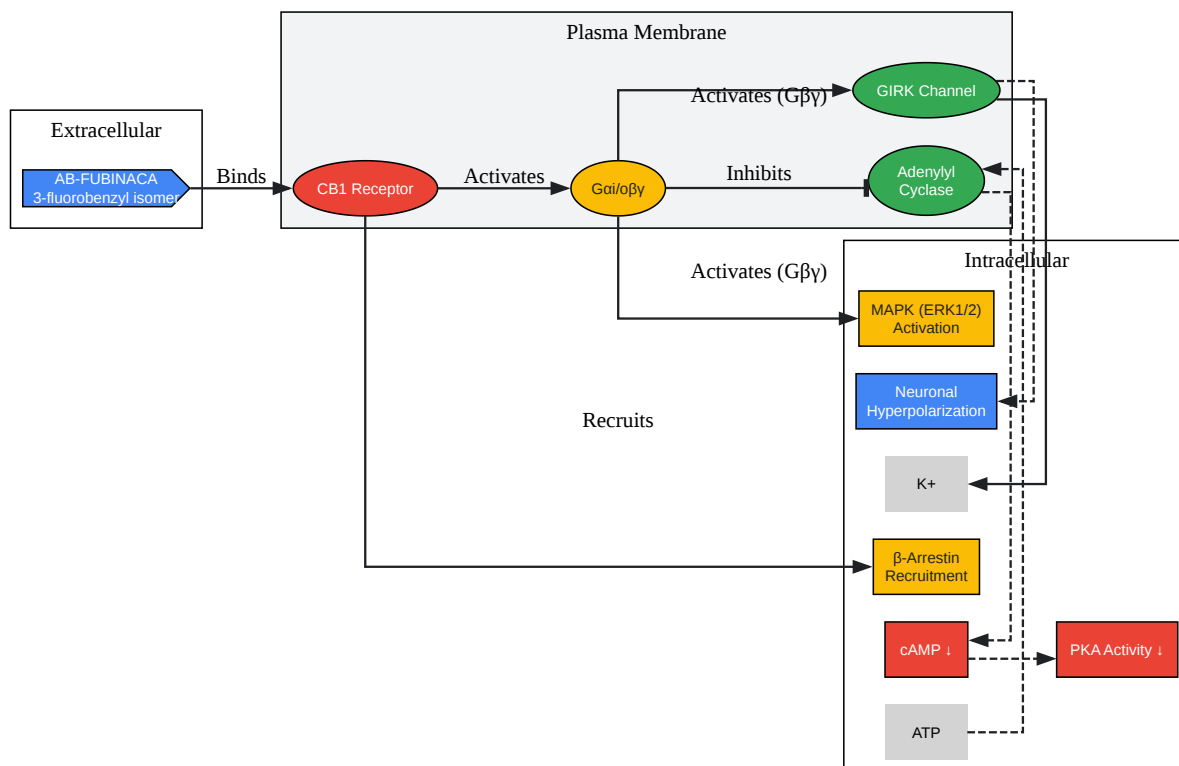 Plasma Membrane
Extracellular
AB-FUBINACA
3-fluorobenzyl isomer
Binds
CB1 Receptor
Activates
Gαi/oβγ
Activates (Gβγ)
GIRK Channel
Inhibits
Adenylyl
Cyclase
Activates (Gβγ)
Intracellular
MAPK (ERK1/2)
Activation
Neuronal
Hyperpolarization
Recruits
K+
β-Arrestin
Recruitment
cAMP ↓
PKA Activity ↓
ATP